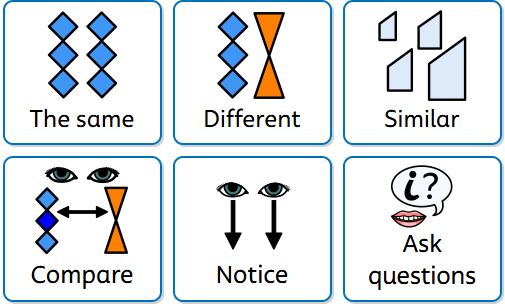 The same
Different
Similar
Compare
Notice
¿?
Ask
questions